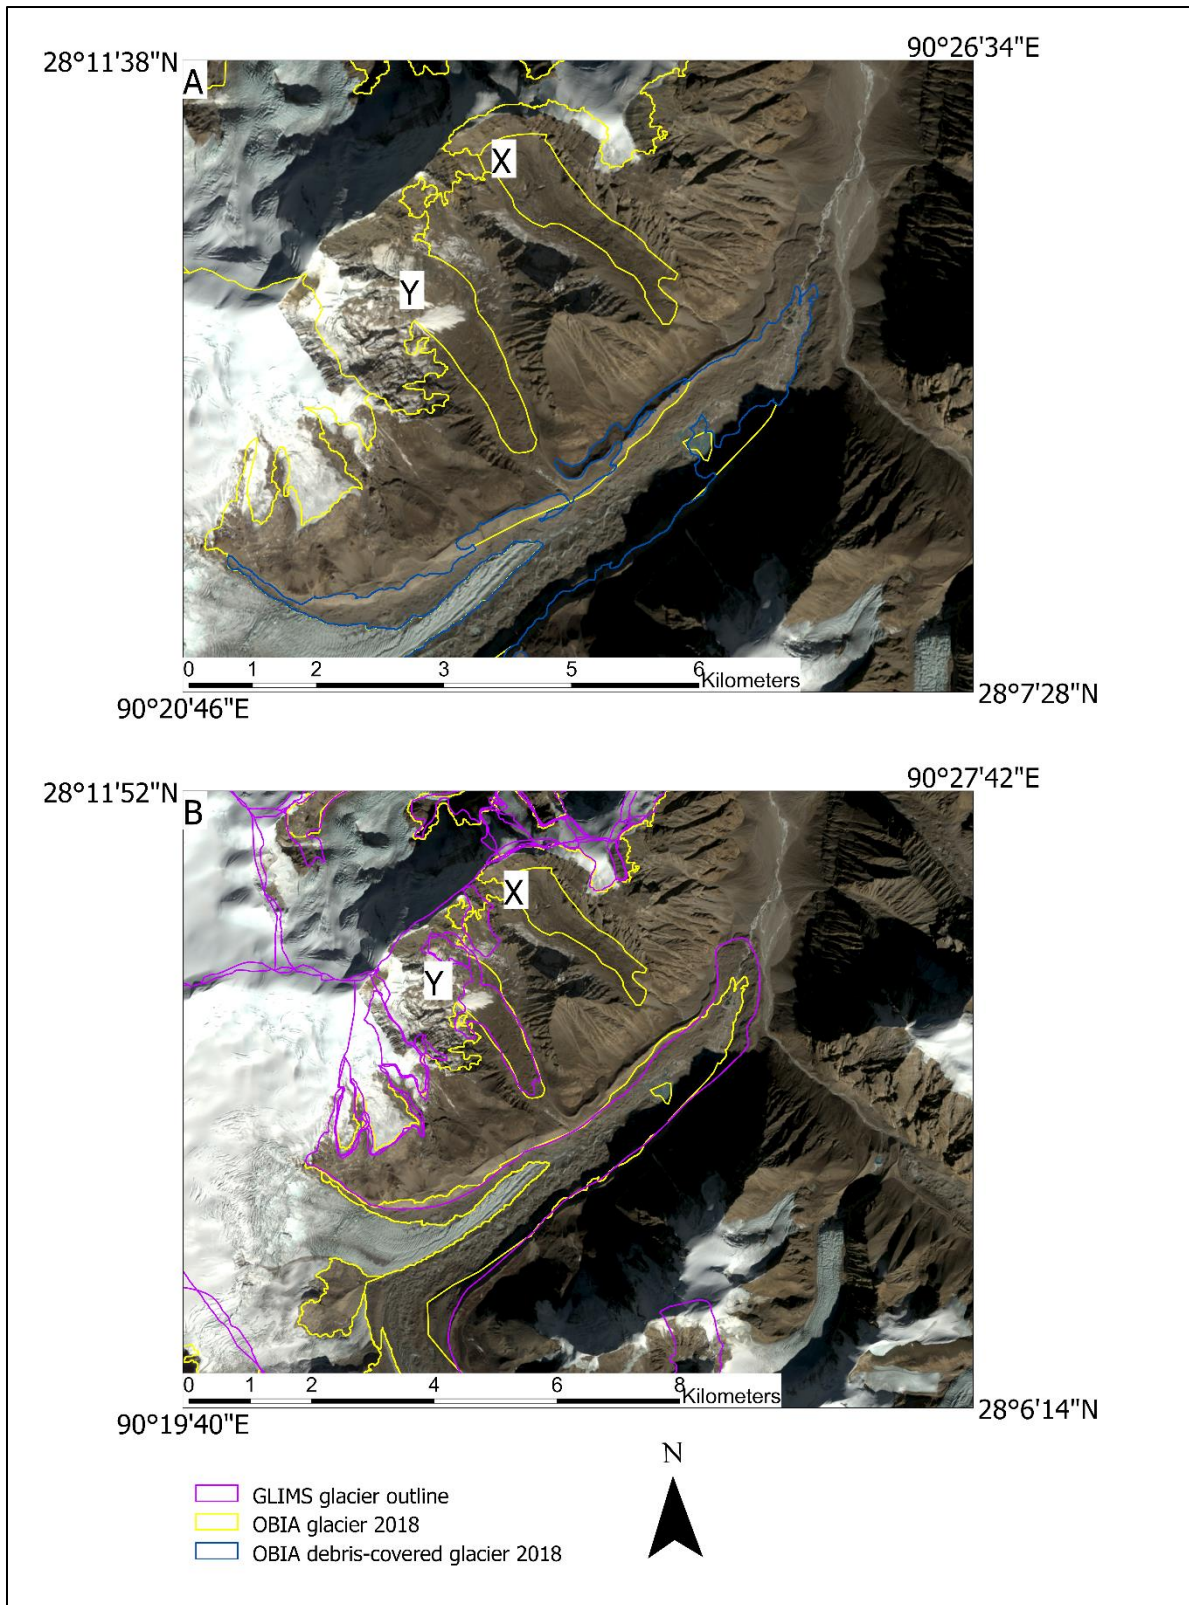 28°11'38"N
90°26'34"E
A
X
Y
0 1 2 3 5 6 Kilometers
90°20'46"E
28°7'28"N
28°11'52"N
90°27'42"E
B
X
Y
0 1 2 4 6 8 Kilometers
90°19'40"E
28°6'14"N
N
GLIMS glacier outline
OBIA glacier 2018
OBIA debris-covered glacier 2018